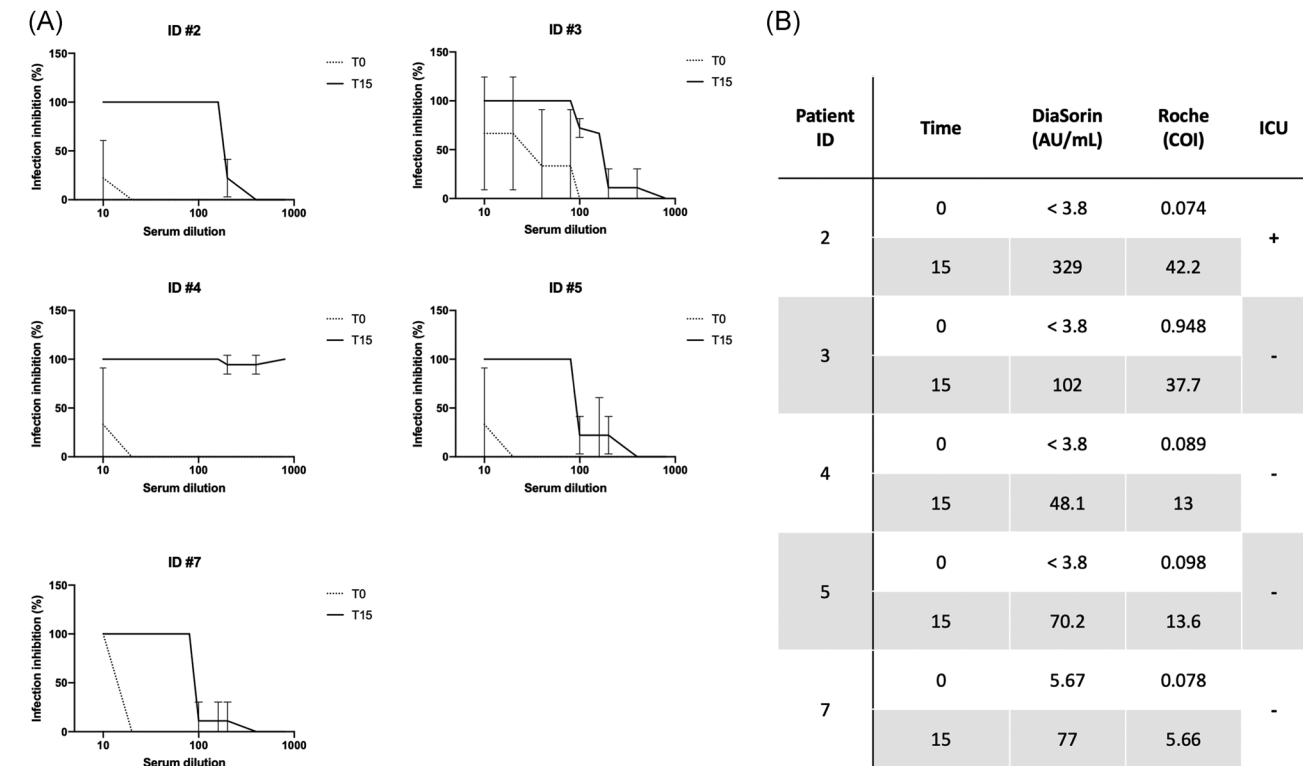 (A)
ID #2
150
100
50
0
10
100
1000
Infection inhibition (%)
Serum dilution
T0
T15
ID #3
150
100
50
0
10
100
1000
Infection inhibition (%)
Serum dilution
T0
T15
ID #4
150
100
50
0
10
100
1000
Infection inhibition (%)
Serum dilution
T0
T15
ID #5
150
100
50
0
10
100
1000
Infection inhibition (%)
Serum dilution
T0
T15
ID #7
150
100
50
0
10
100
1000
Infection inhibition (%)
Serum dilution
T0
T15
(B)
Patient ID Time DiaSorin (AU/mL) Roche (COI) ICU
2 0 < 3.8 0.074 +
15 329 42.2
3 0 < 3.8 0.948 -
15 102 37.7
4 0 < 3.8 0.089 -
15 48.1 13
5 0 < 3.8 0.098 -
15 70.2 13.6
7 0 5.67 0.078 -
15 77 5.66